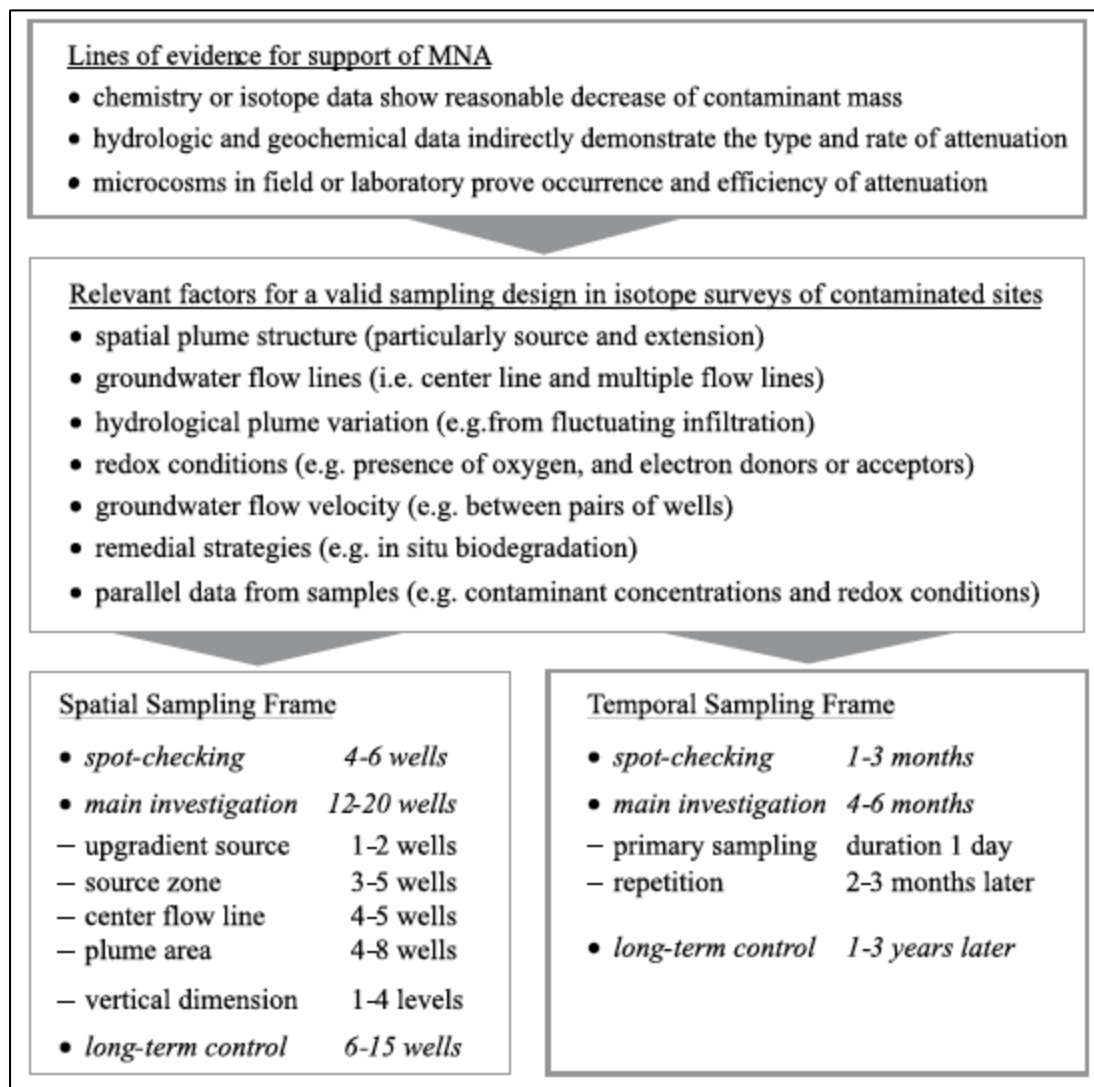 Lines of evidence for support of MNA
• chemistry or isotope data show reasonable decrease of contaminant mass
• hydrologic and geochemical data indirectly demonstrate the type and rate of attenuation
• microcosms in field or laboratory prove occurrence and efficiency of attenuation
Relevant factors for a valid sampling design in isotope surveys of contaminated sites
• spatial plume structure (particularly source and extension)
• groundwater flow lines (i.e. center line and multiple flow lines)
• hydrological plume variation (e.g.from fluctuating infiltration)
• redox conditions (e.g. presence of oxygen, and electron donors or acceptors)
• groundwater flow velocity (e.g. between pairs of wells)
• remedial strategies (e.g. in situ biodegradation)
• parallel data from samples (e.g. contaminant concentrations and redox conditions)
Spatial Sampling Frame
• spot-checking 4-6 wells
• main investigation 12-20 wells
– upgradient source 1–2 wells
– source zone 3–5 wells
– center flow line 4–5 wells
– plume area 4–8 wells
– vertical dimension 1–4 levels
• long-term control 6-15 wells
Temporal Sampling Frame
• spot-checking 1-3 months
• main investigation 4-6 months
– primary sampling duration 1 day
– repetition 2-3 months later
• long-term control 1-3 years later